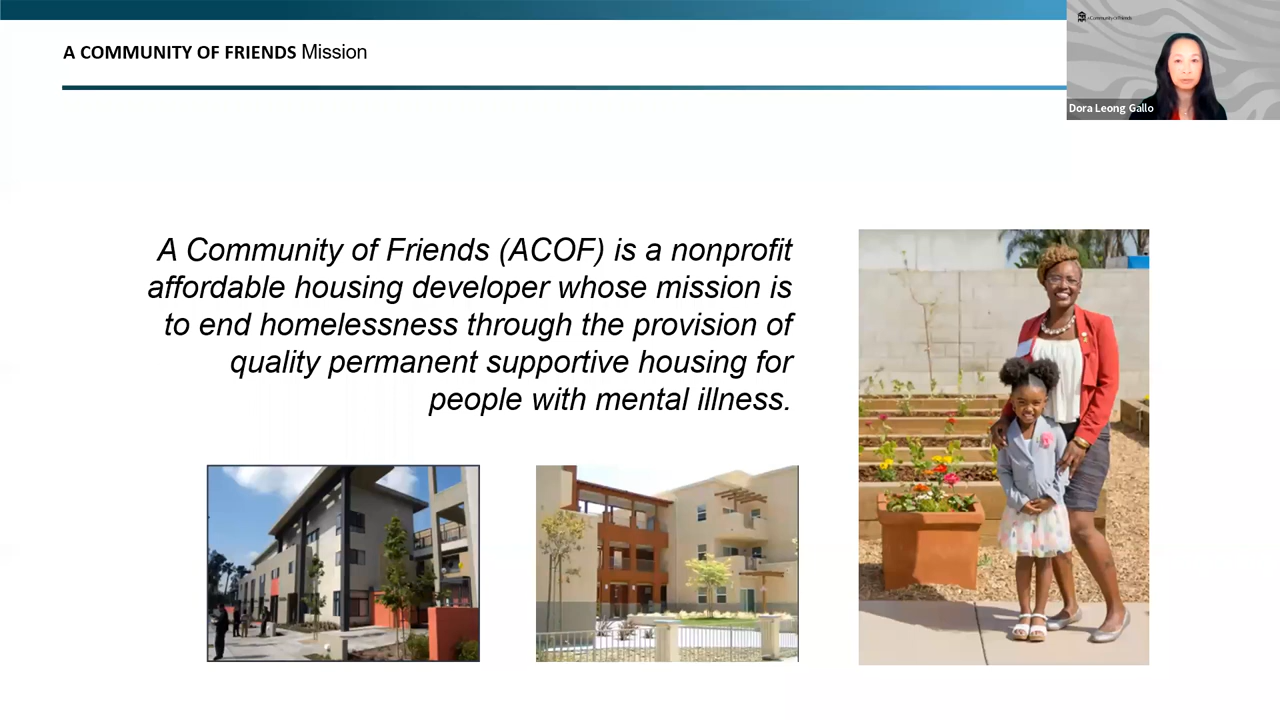 A COMMUNITY OF FRIENDS Mission
aCommunityofFriends
Dora Leong Gallo
A Community of Friends (ACOF) is a nonprofit
affordable housing developer whose mission is
to end homelessness through the provision of
quality permanent supportive housing for
people with mental illness.